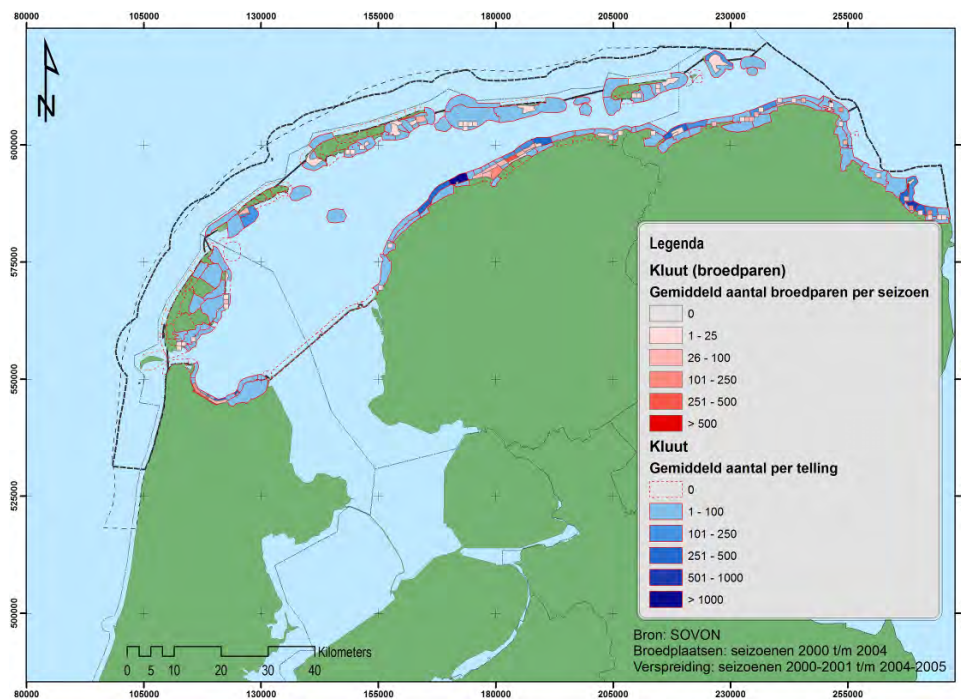 80000 105000 130000 155000 180000 205000 230000 255000
600000
575000
550000
525000
500000
N
Legenda
Kluut (broedparen)
Gemiddeld aantal broedparen per seizoen
0
1 - 25
26 - 100
101 - 250
251 - 500
> 500
Kluut
Gemiddeld aantal per telling
0
1 - 100
101 - 250
251 - 500
501 - 1000
> 1000
Bron: SOVON
Broedplaatsen: seizoenen 2000 t/m 2004
Verspreiding: seizoenen 2000-2001 t/m 2004-2005
Kilometers
0 5 10 20 30 40
80000 105000 130000 155000 180000 205000 230000 255000